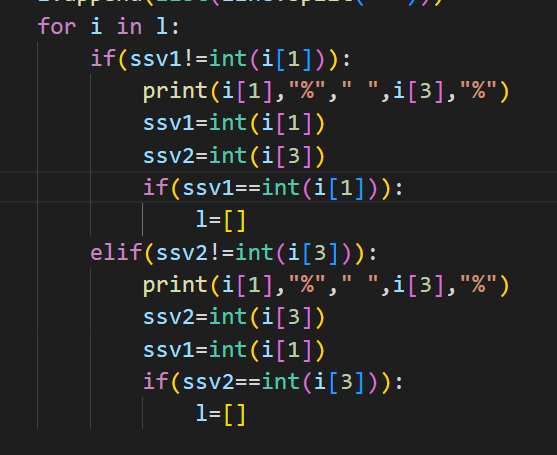 for i in l:
if(ssv1!=int(i[1])):
print(i[1],"%"," ",i[3],"%")
ssv1=int(i[1])
ssv2=int(i[3])
if(ssv1==int(i[1])):
l=[]
elif(ssv2!=int(i[3])):
print(i[1],"%"," ",i[3],"%")
ssv2=int(i[3])
ssv1=int(i[1])
if(ssv2==int(i[3])):
l=[]